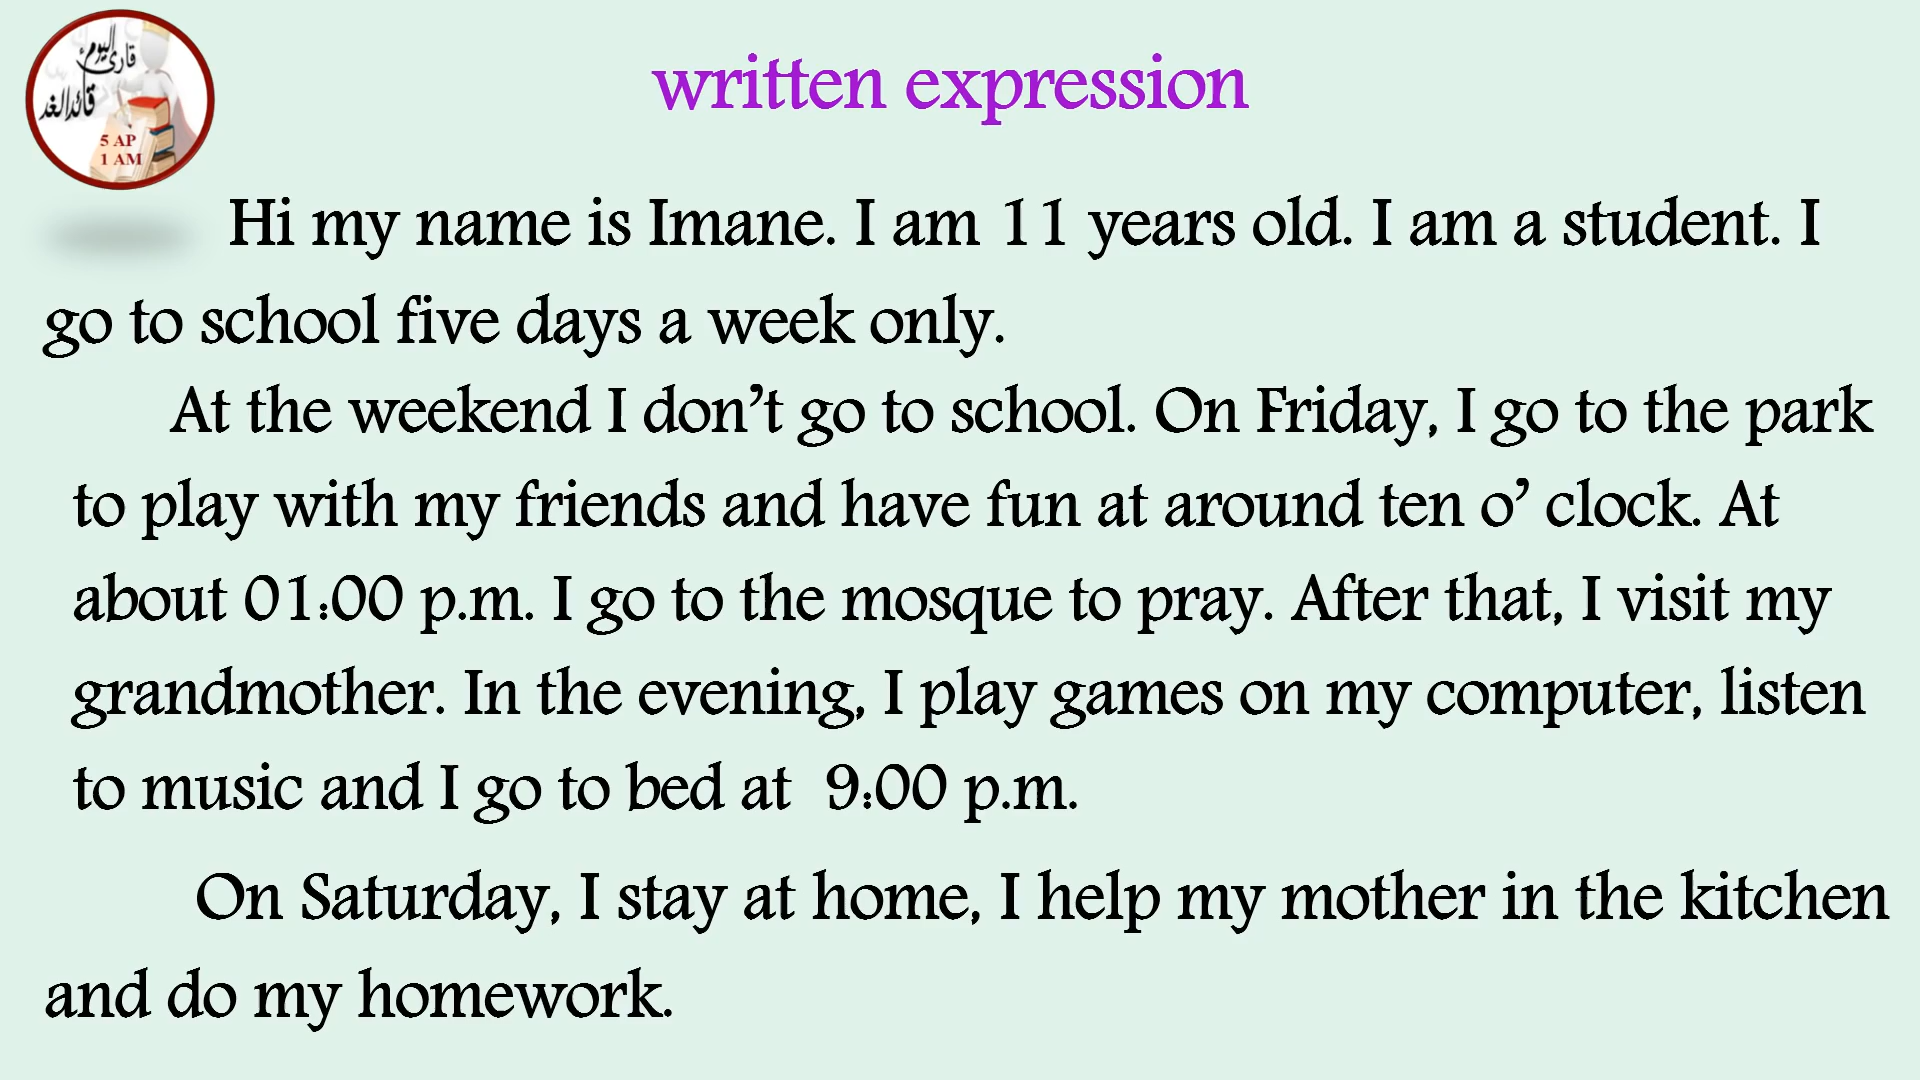 قارئ اليوم
قائد الغد
5 AP
1 AM
written expression
Hi my name is Imane. I am 11 years old. I am a student. I
go to school five days a week only.
At the weekend I don’t go to school. On Friday, I go to the park
to play with my friends and have fun at around ten o’ clock. At
about 01:00 p.m. I go to the mosque to pray. After that, I visit my
grandmother. In the evening, I play games on my computer, listen
to music and I go to bed at  9:00 p.m.
On Saturday, I stay at home, I help my mother in the kitchen
and do my homework.